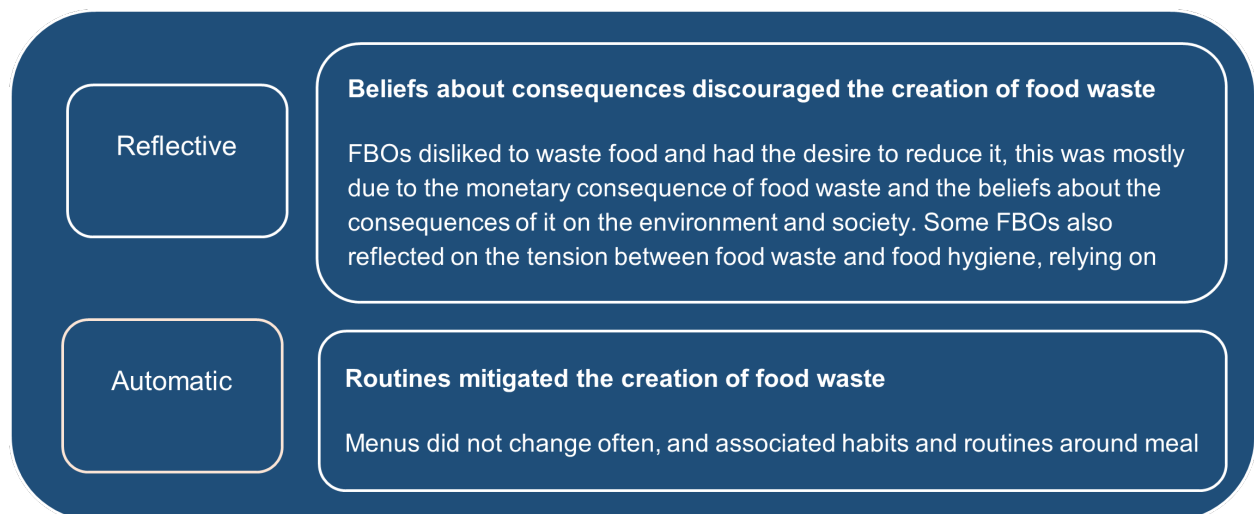 Reflective
Beliefs about consequences discouraged the creation of food waste
FBOs disliked to waste food and had the desire to reduce it, this was mostly
due to the monetary consequence of food waste and the beliefs about the
consequences of it on the environment and society. Some FBOs also
reflected on the tension between food waste and food hygiene, relying on
Automatic
Routines mitigated the creation of food waste
Menus did not change often, and associated habits and routines around meal